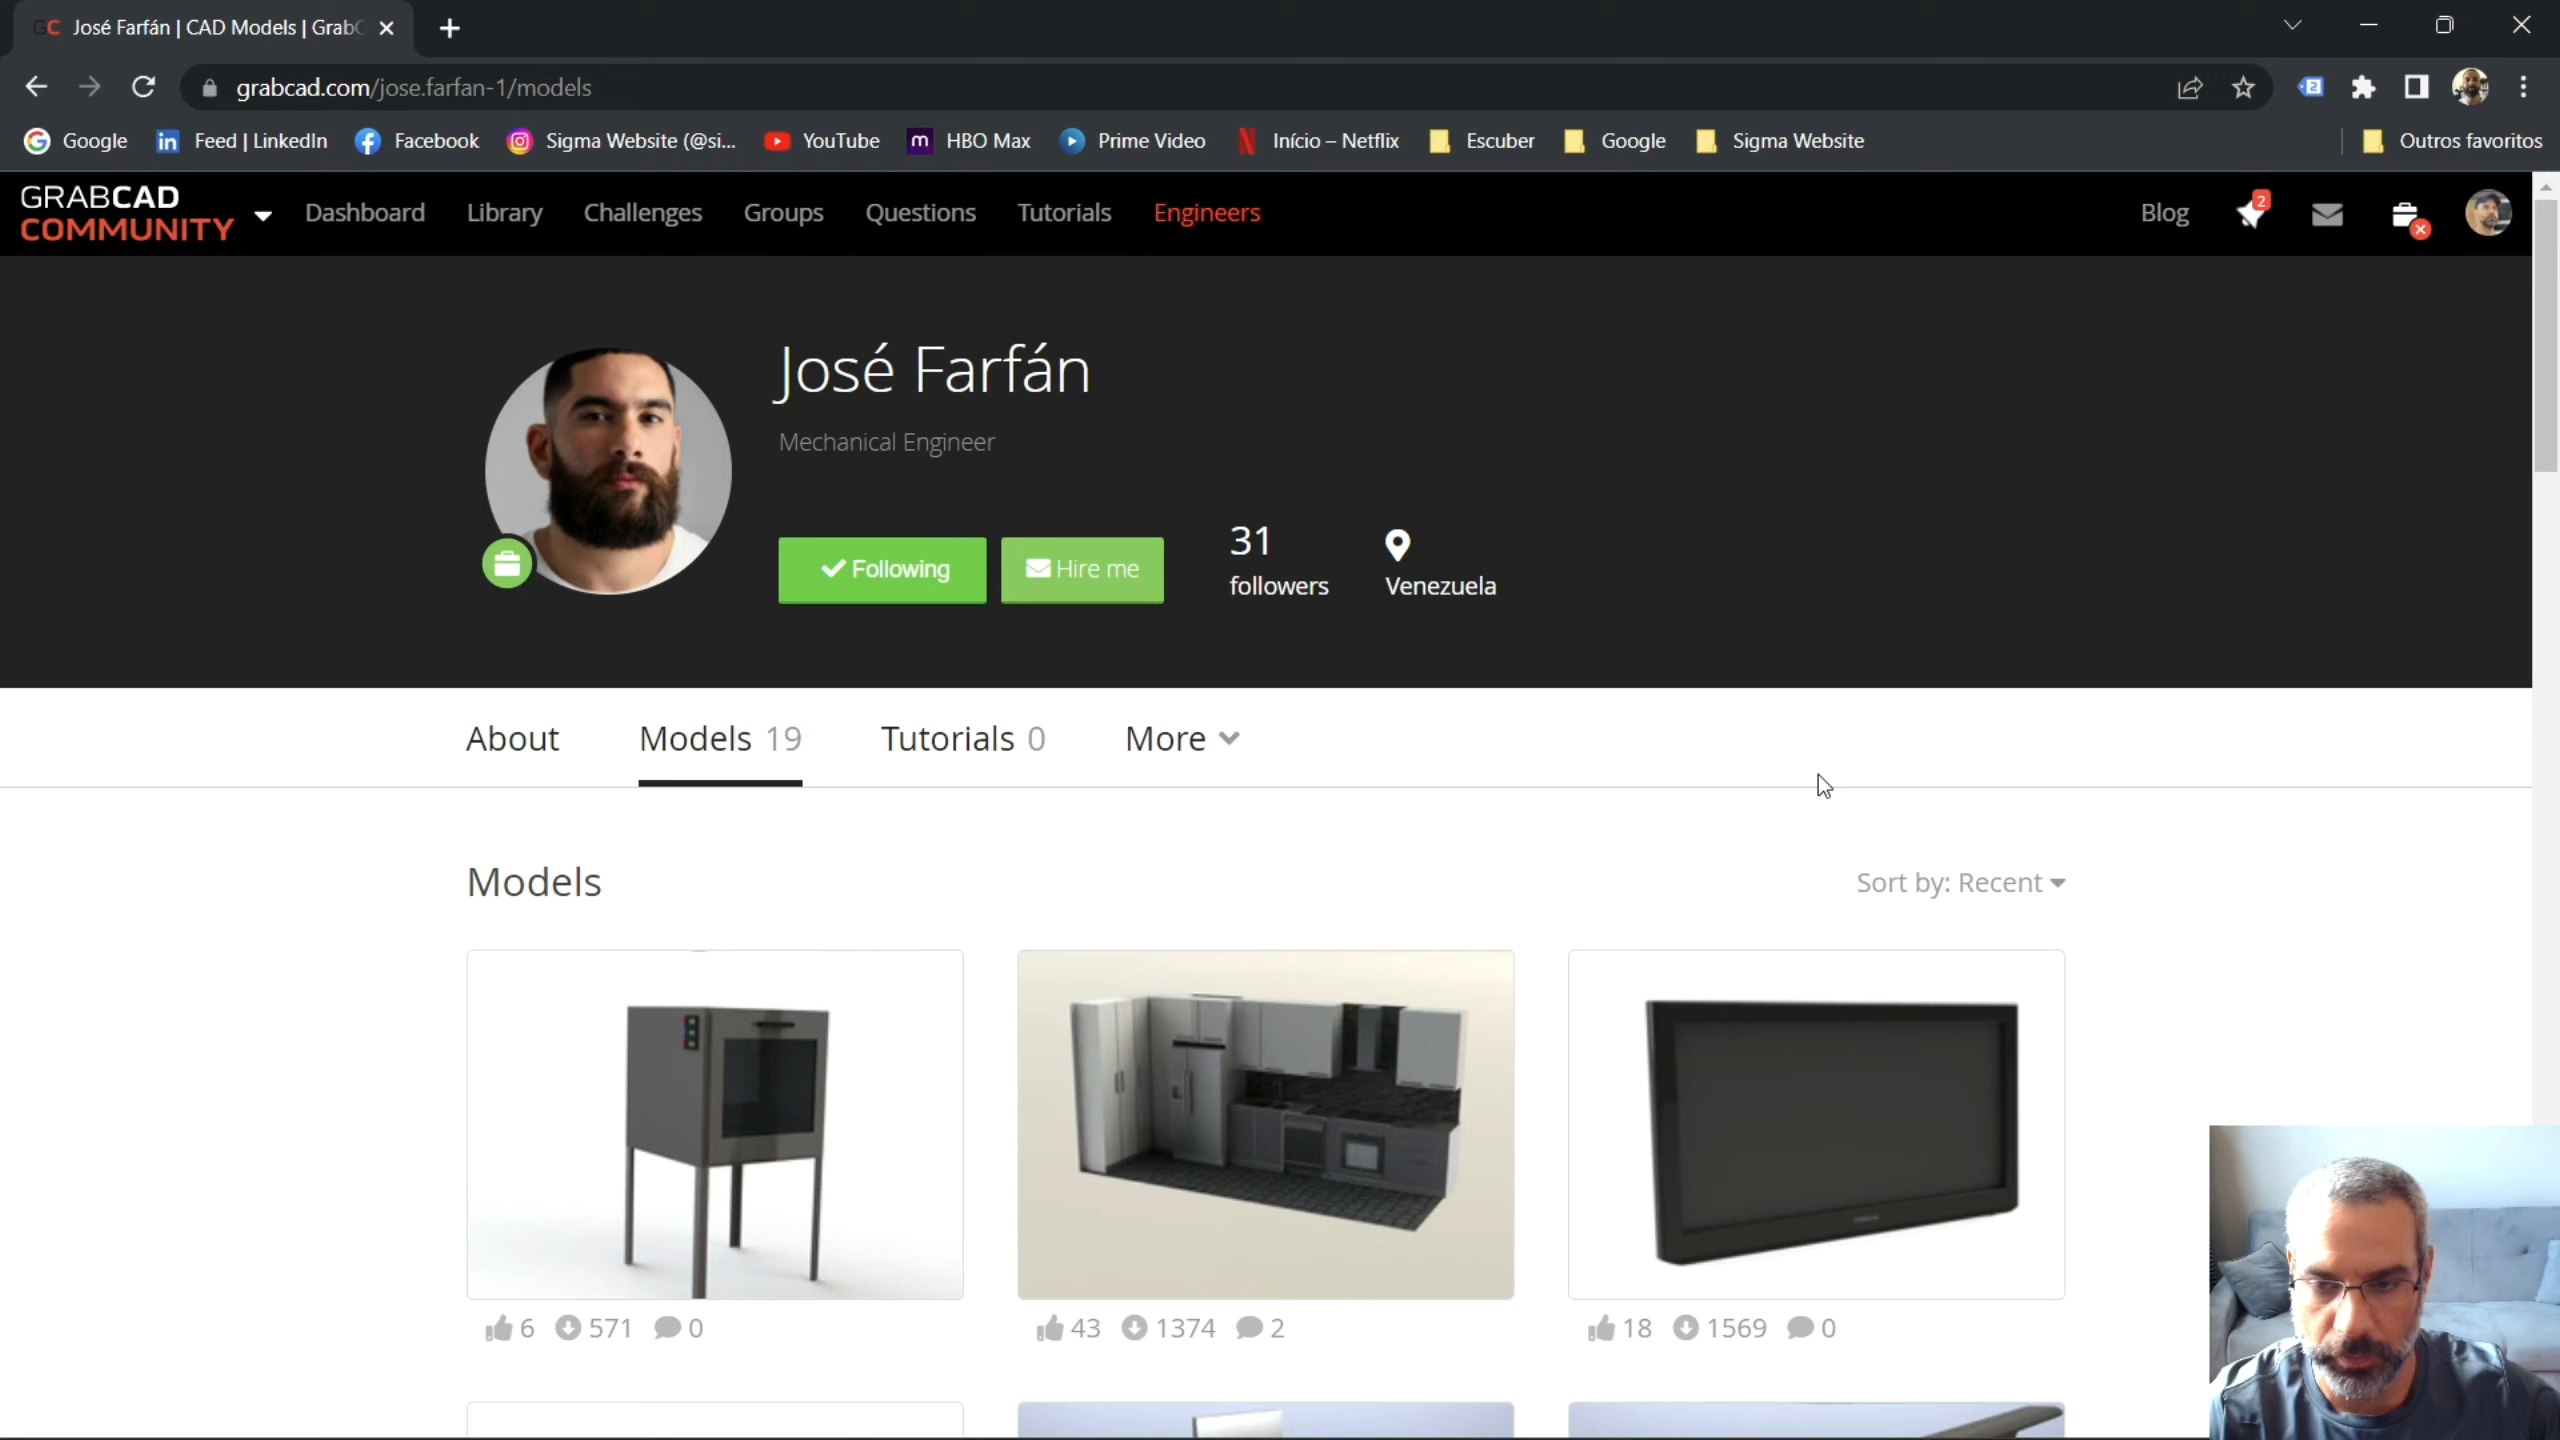 José Farfán | CAD Models | Grab
grabcad.com/jose.farfan-1/models
Google Feed | LinkedIn Facebook Sigma Website (@si... YouTube HBO Max Prime Video Início – Netflix Escuber Google Sigma Website Outros favoritos
GRABCAD
COMMUNITY
Dashboard Library Challenges Groups Questions Tutorials Engineers Blog 2
José Farfán
Mechanical Engineer
Following Hire me
31
followers Venezuela
About Models 19 Tutorials 0 More
Models Sort by: Recent
6 571 0 43 1374 2 18 1569 0